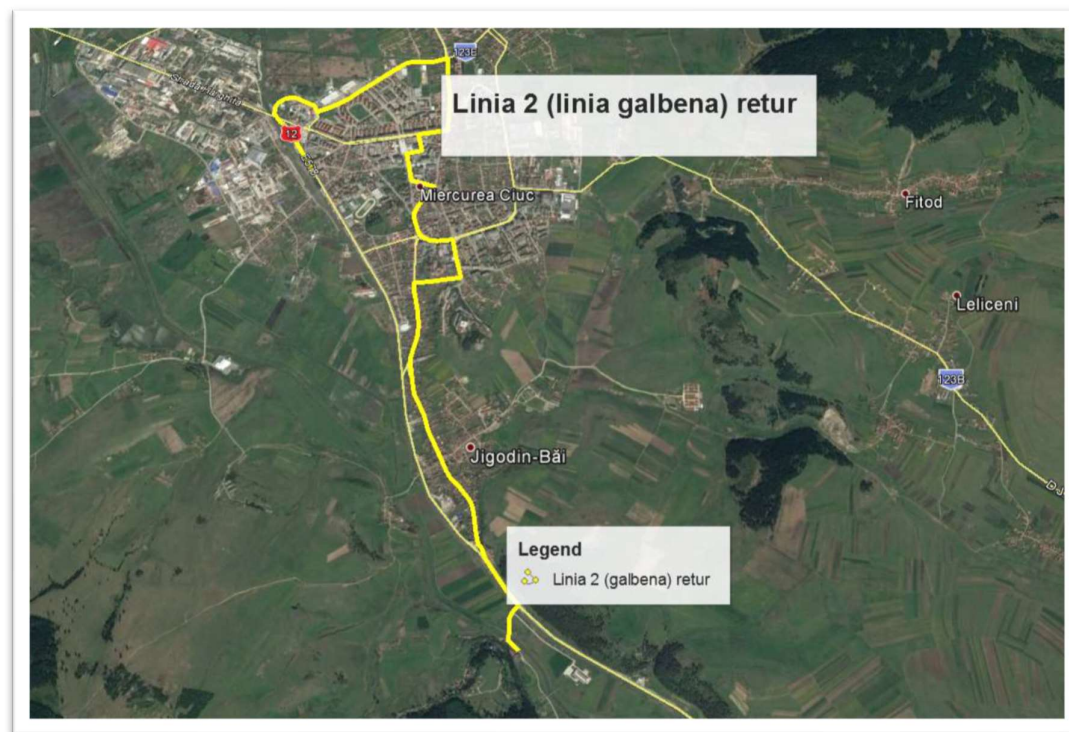 123B
Linia 2 (linia galbena) retur
12
Miercurea Ciuc
Fitod
Leliceni
123B
Jigodin-Băi
Legend
Linia 2 (galbena) retur